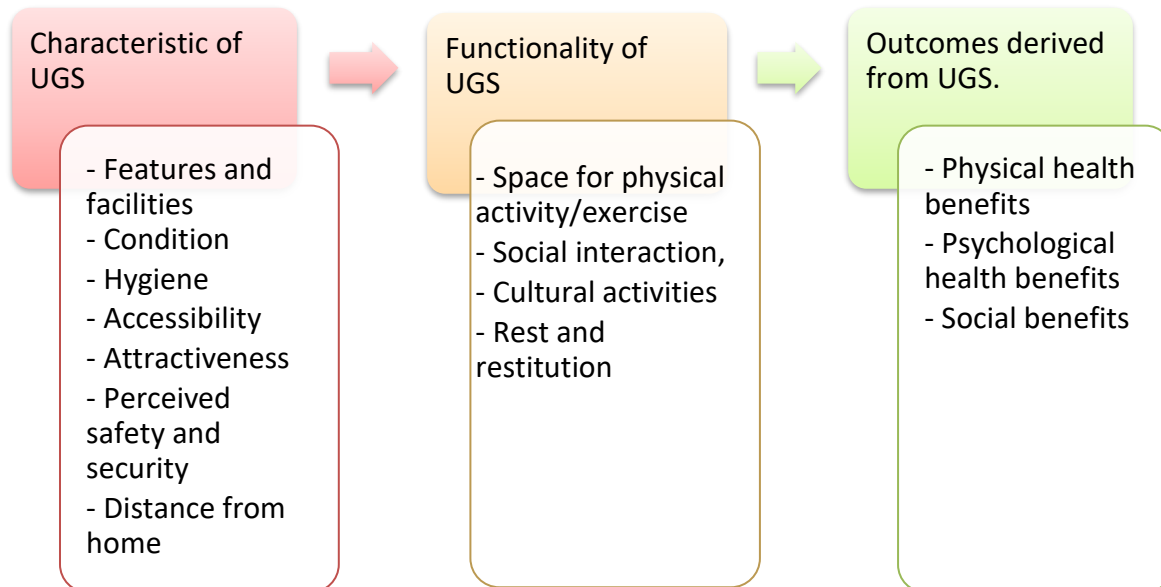 Characteristic of
UGS
- Features and
facilities
- Condition
- Hygiene
- Accessibility
- Attractiveness
- Perceived
safety and
security
- Distance from
home
Functionality of
UGS
- Space for physical
activity/exercise
- Social interaction,
- Cultural activities
- Rest and
restitution
Outcomes derived
from UGS.
- Physical health
benefits
- Psychological
health benefits
- Social benefits